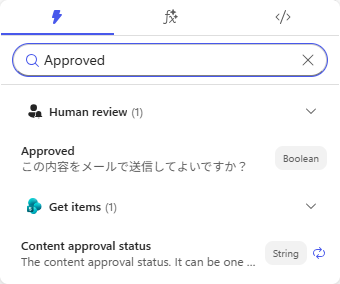 Approved
Human review (1)
Approved
この内容をメールで送信してよいですか？
Boolean
Get items (1)
Content approval status
The content approval status. It can be one ...
String